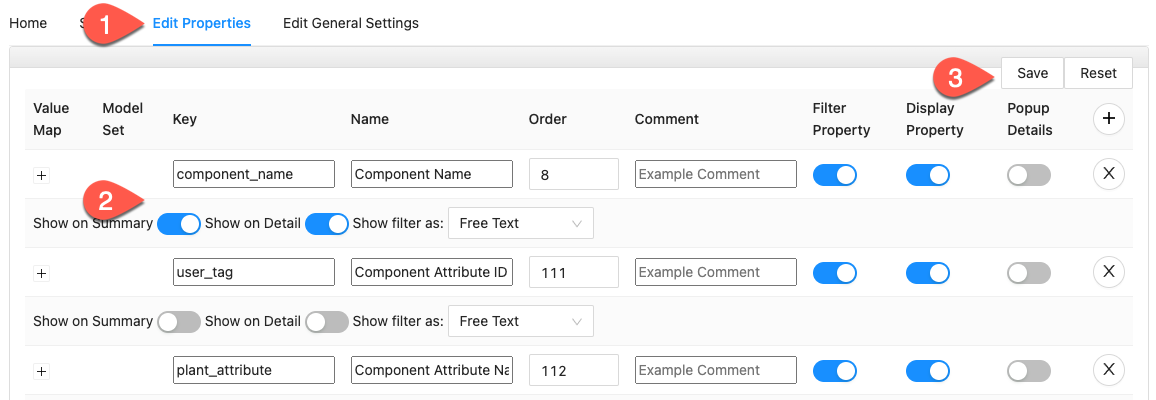 Home S Edit Properties Edit General Settings
1
3 Save Reset
Value Map Model Set Key Name Order Comment Filter Property Display Property Popup Details +
+ component_name Component Name 8 Example Comment X
2
Show on Summary Show on Detail Show filter as: Free Text
+ user_tag Component Attribute ID 111 Example Comment X
Show on Summary Show on Detail Show filter as: Free Text
+ plant_attribute Component Attribute Na 112 Example Comment X